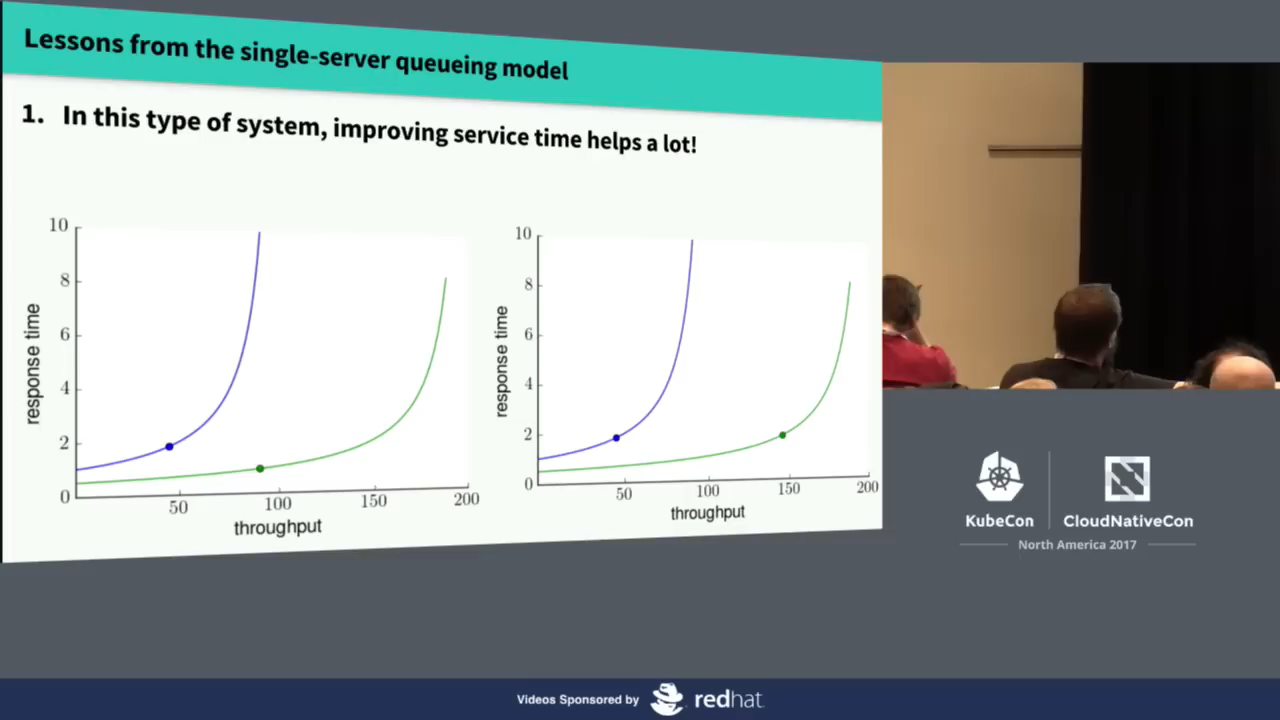 Lessons from the single-server queueing model
1. In this type of system, improving service time helps a lot!
10
8
6
4
2
0
50
100
150
200
response time
throughput
10
8
6
4
2
0
50
100
150
200
response time
throughput
KubeCon
CloudNativeCon
North America 2017
Videos Sponsored by
redhat